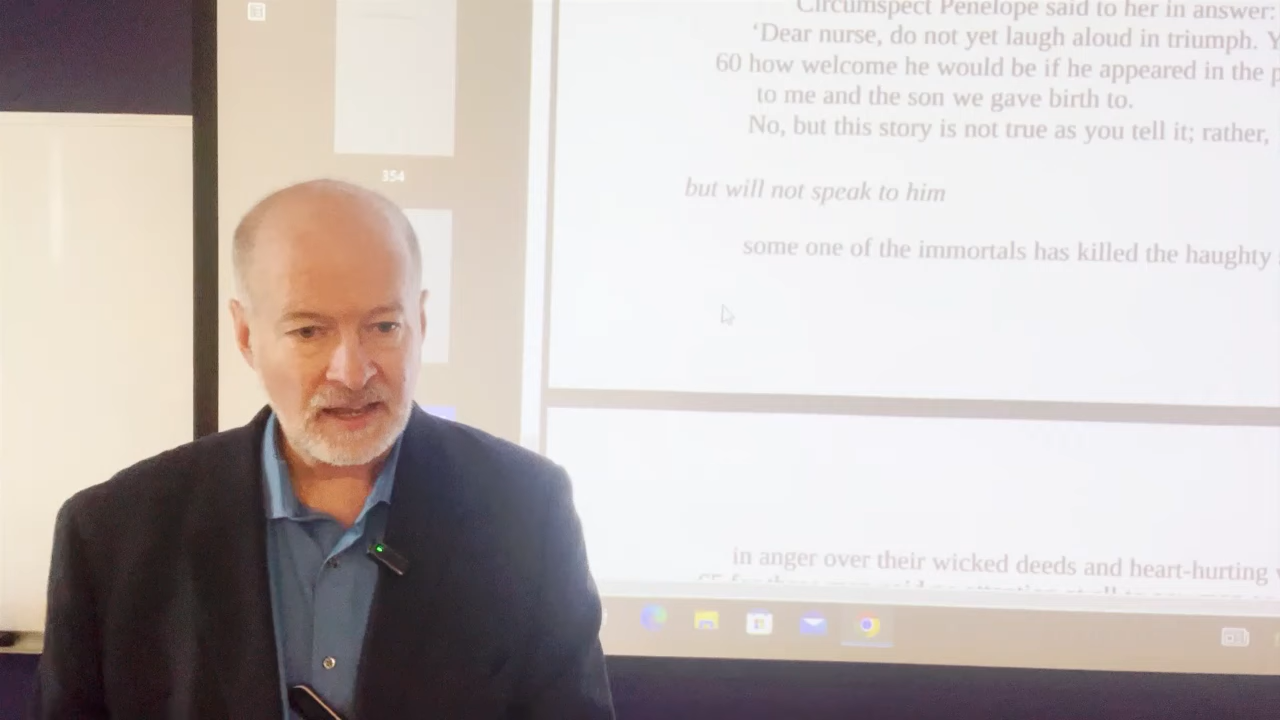 354
Circumspect Penelope said to her in answer:
‘Dear nurse, do not yet laugh aloud in triumph.
60 how welcome he would be if he appeared in the
to me and the son we gave birth to.
No, but this story is not true as you tell it; rather,
but will not speak to him
some one of the immortals has killed the haughty
in anger over their wicked deeds and heart-hurting